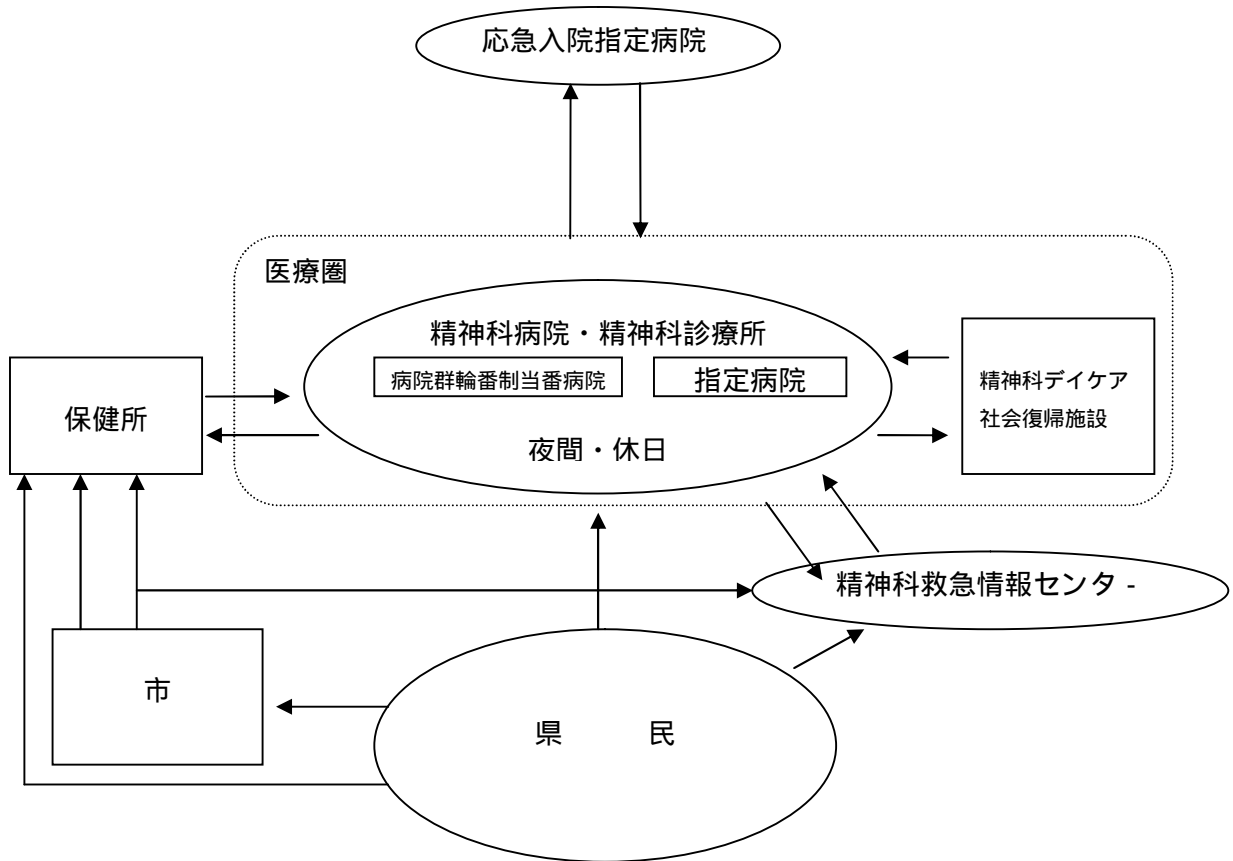 応急入院指定病院
医療圏
精神科病院・精神科診療所
病院群輪番制当番病院
指定病院
夜間・休日
精神科デイケア
社会復帰施設
保健所
精神科救急情報センタ-
市
県 民